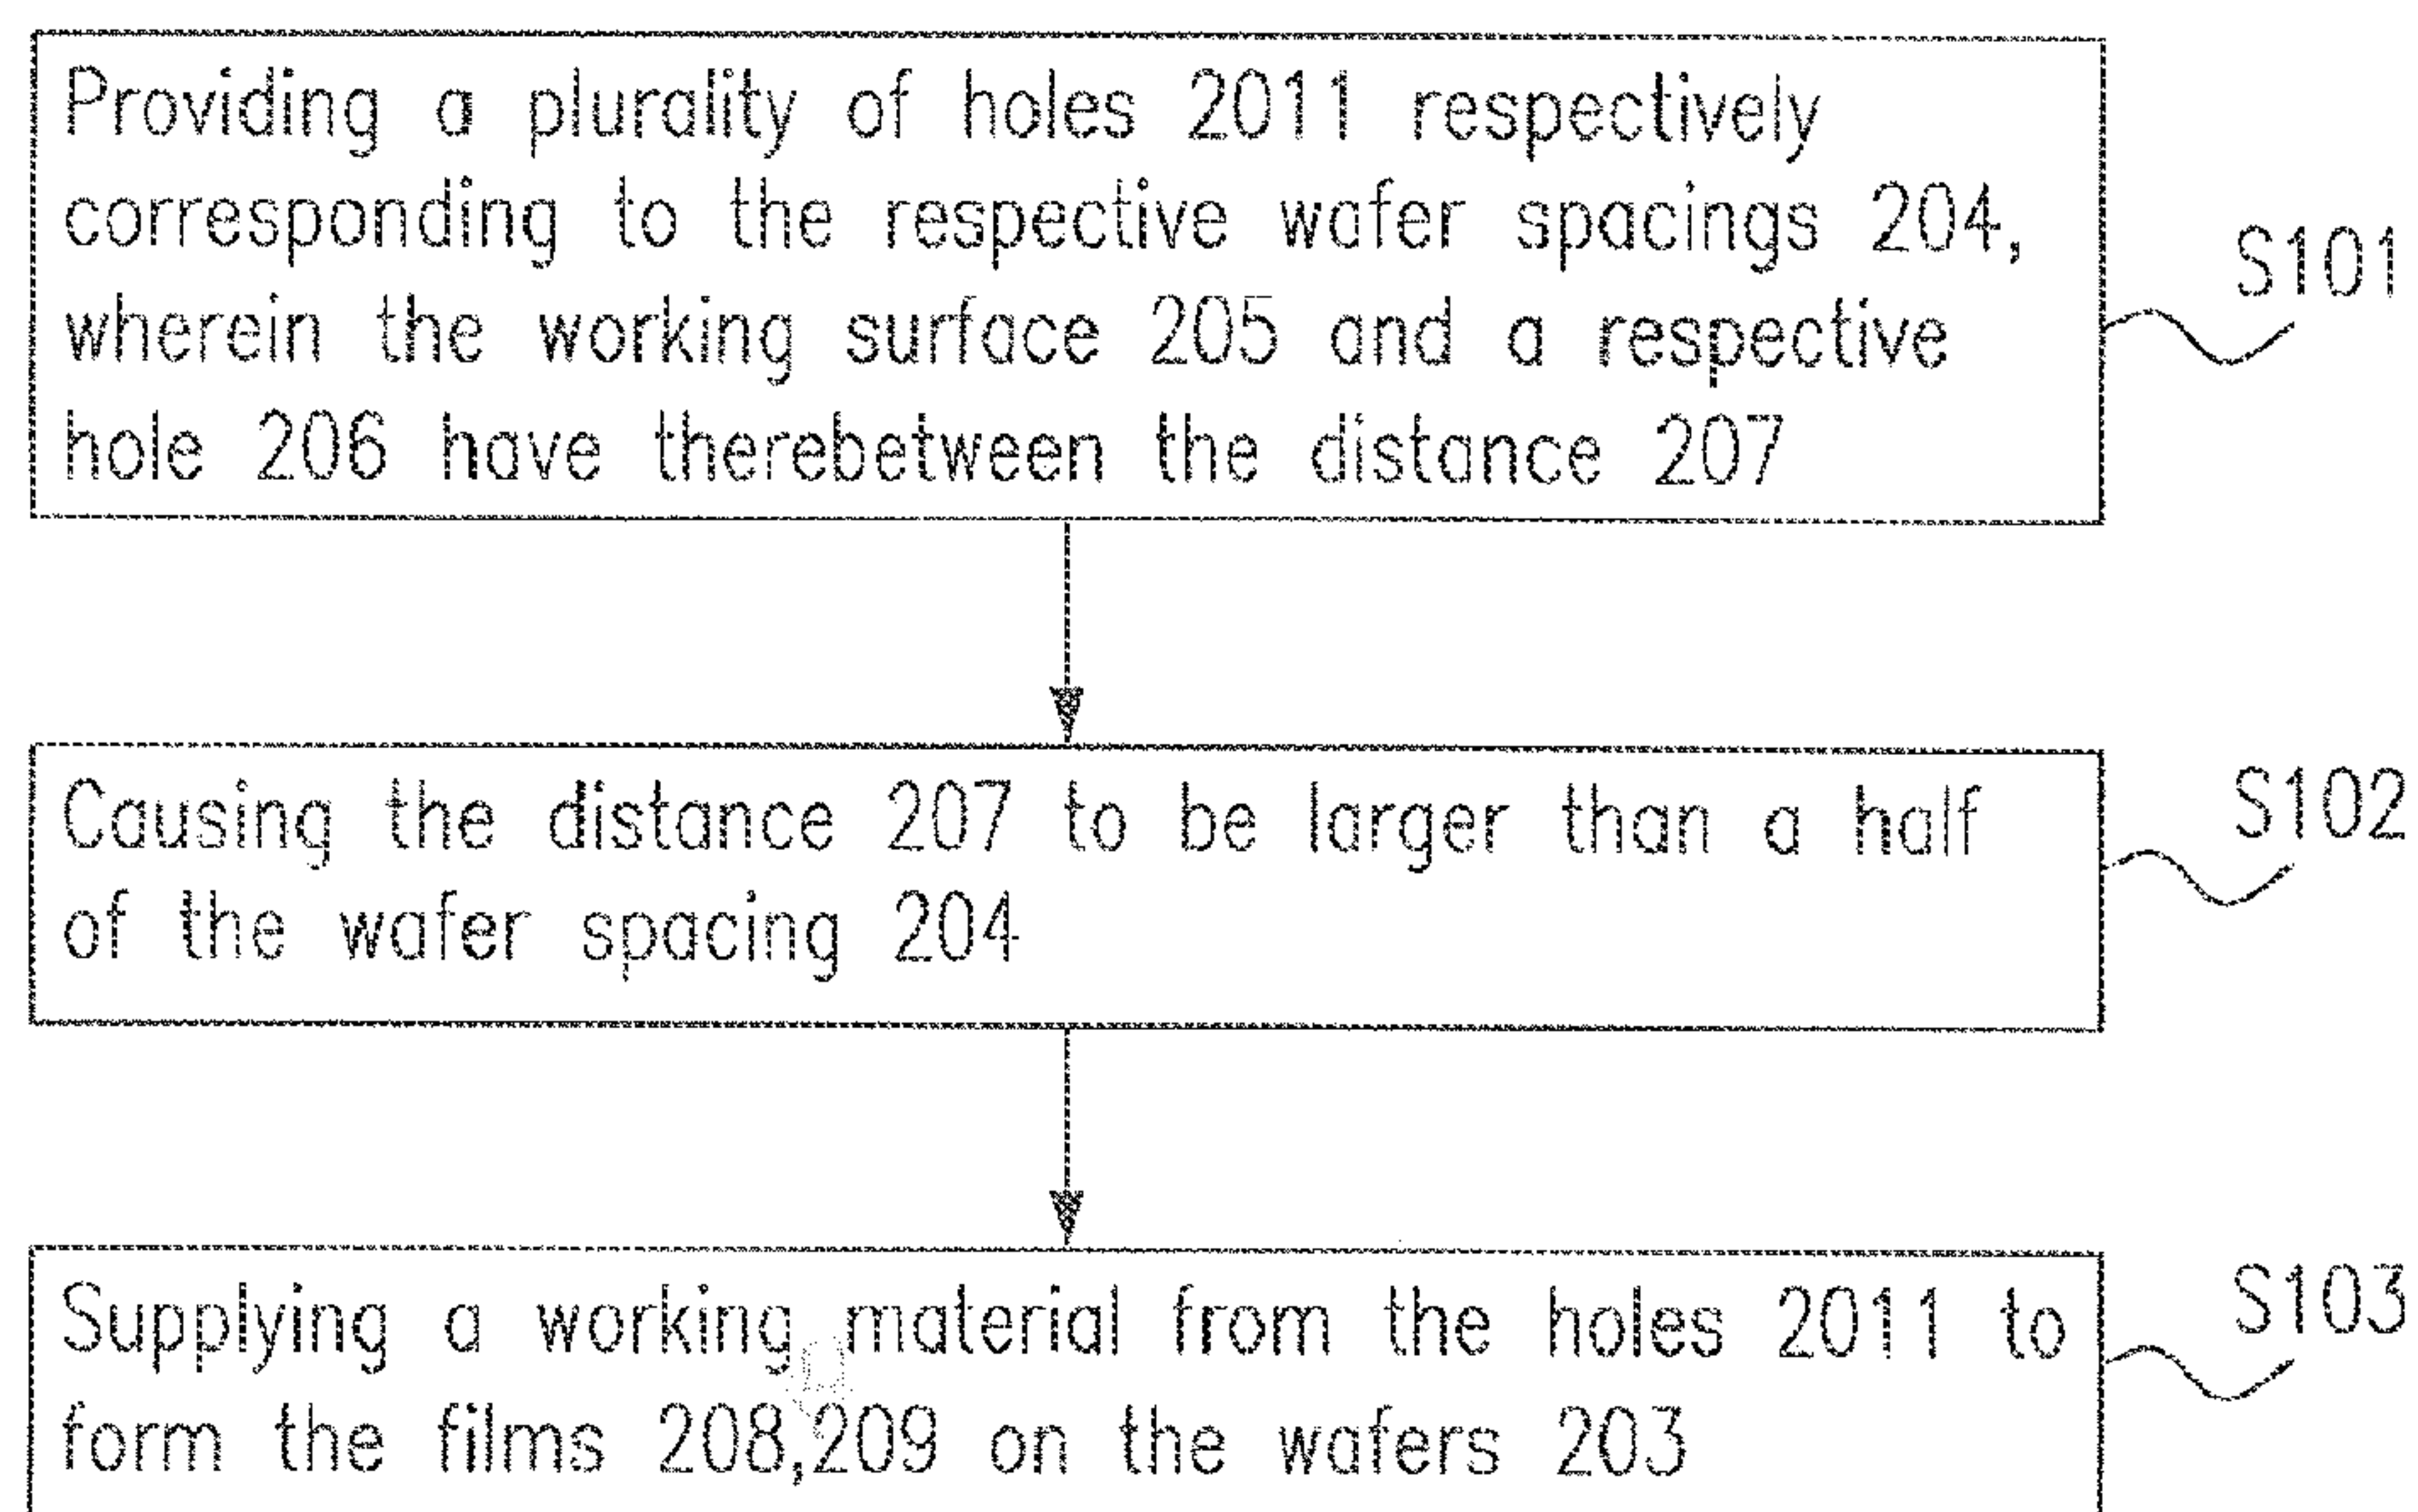 Providing a plurality of holes 2011 respectively
corresponding to the respective wafer spacings 204,
wherein the working surface 205 and a respective
hole 206 have therebetween the distance 207
S101
Causing the distance 207 to be larger than a half
of the wafer spacing 204
S102
Supplying a working material from the holes 2011 to
form the films 208,209 on the wafers 203
S103